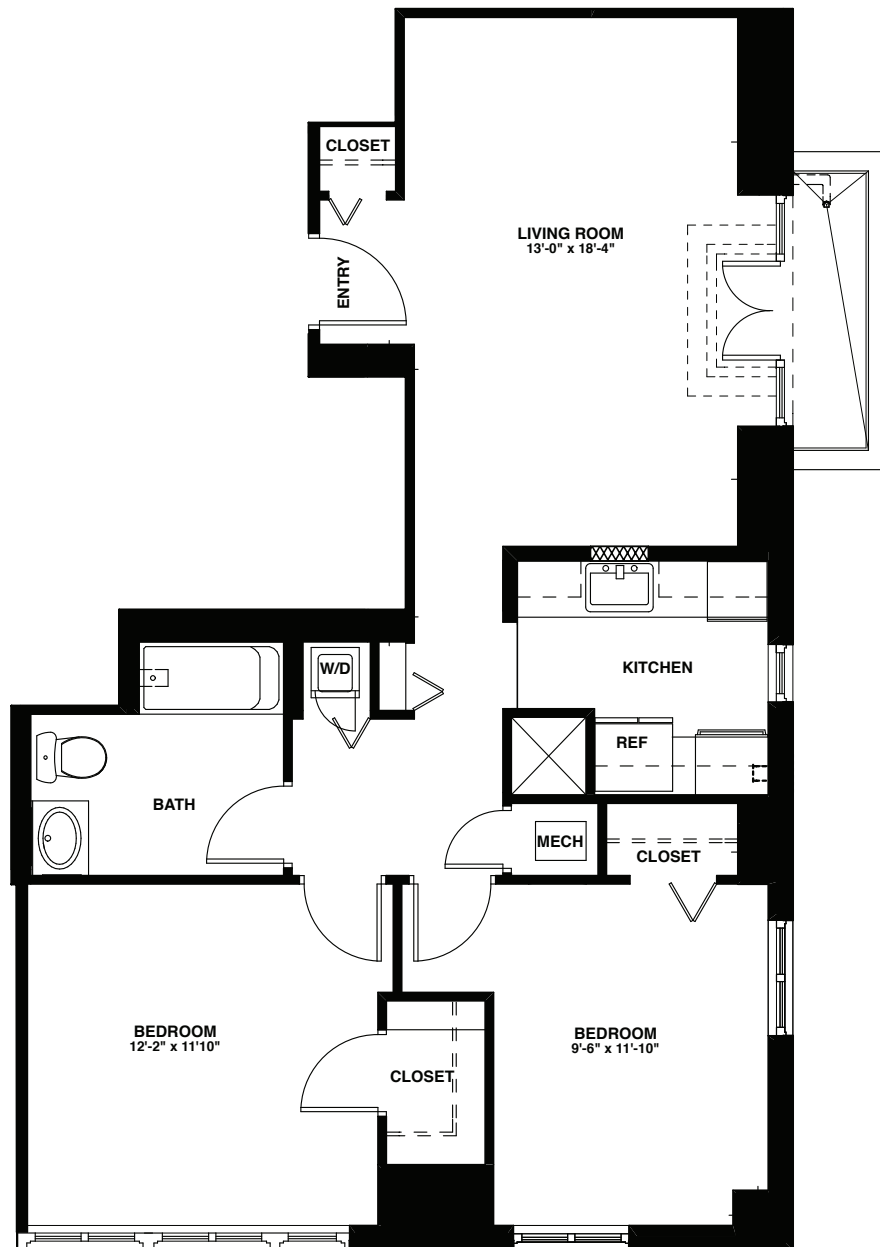 CLOSET
LIVING ROOM
13'-0" x 18'-4"
ENTRY
W/D
KITCHEN
REF
BATH
MECH
CLOSET
BEDROOM
12'-2" x 11'10"
BEDROOM
9'-6" x 11'-10"
CLOSET